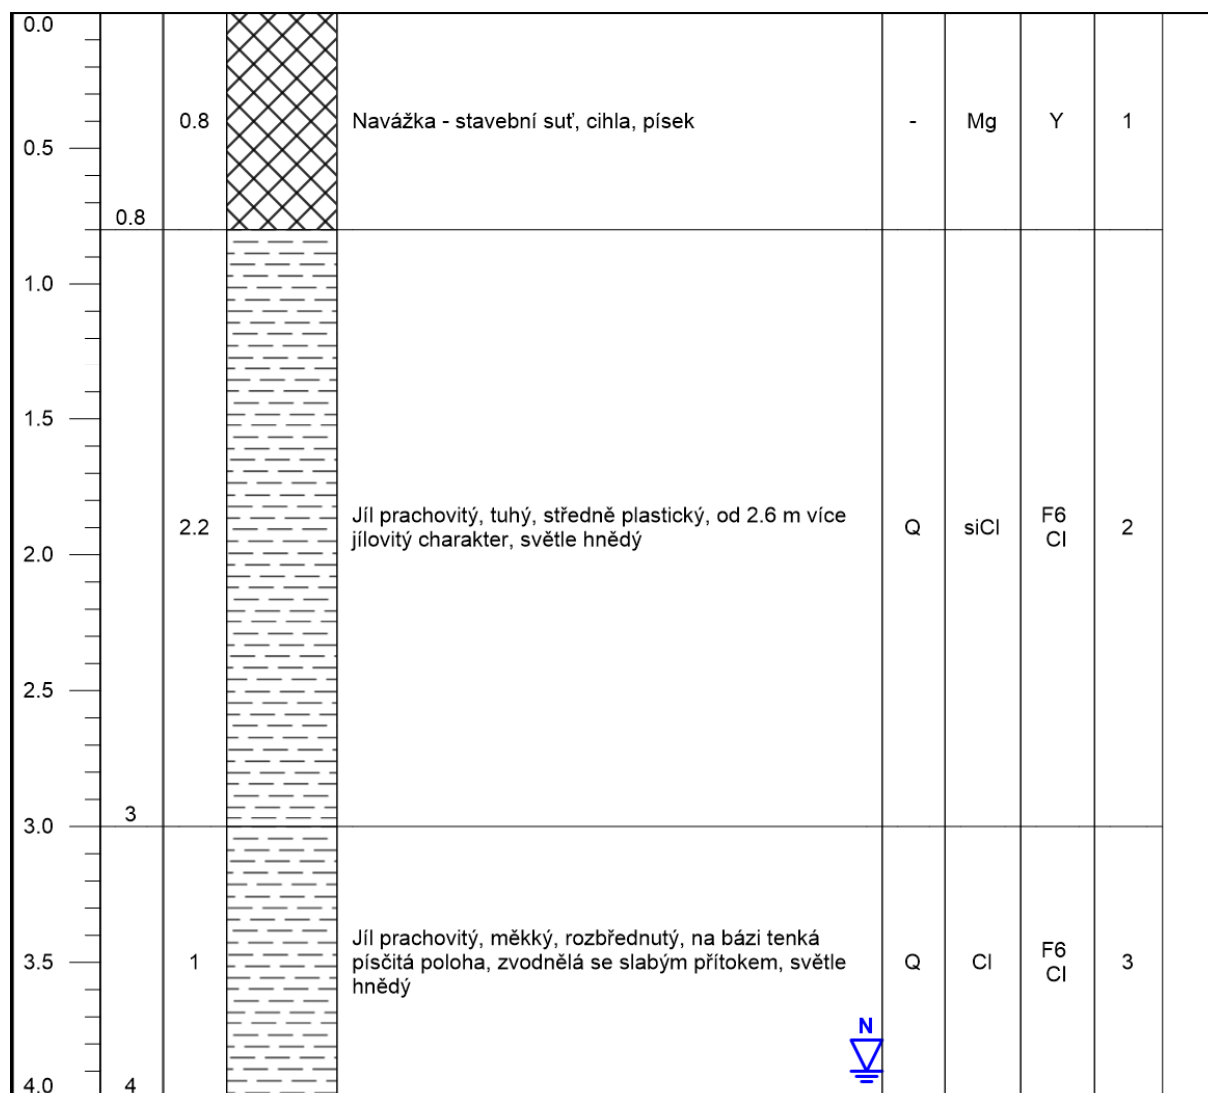 0.0
0.8 Navážka - stavební suť, cihla, písek - Mg Y 1
0.5
0.8
1.0
1.5
Jíl prachovitý, tuhý, středně plastický, od 2.6 m více
jílovitý charakter, světle hnědý
2.2 Q siCl F6
CI 2
2.0
2.5
3
3.0
Jíl prachovitý, měkký, rozbřednutý, na bázi tenká
písčitá poloha, zvodnělá se slabým přítokem, světle
hnědý
3.5 1 Q Cl F6
CI 3
N
4.0 4